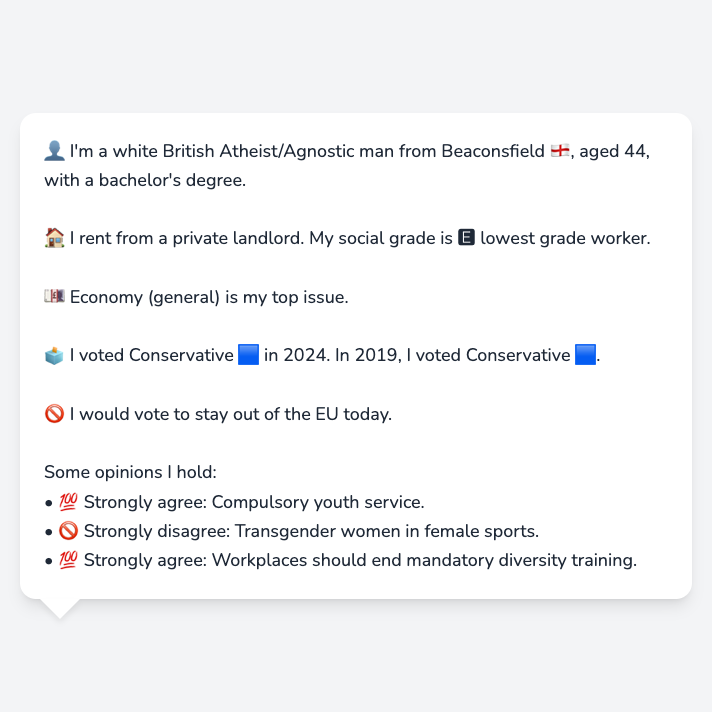 👤 I'm a white British Atheist/Agnostic man from Beaconsfield 🏴󠁧󠁢󠁥󠁮󠁧󠁿, aged 44,
with a bachelor's degree.
🏠 I rent from a private landlord. My social grade is 🅴 lowest grade worker.
💷 Economy (general) is my top issue.
🗳️ I voted Conservative 🟦 in 2024. In 2019, I voted Conservative 🟦.
🚫 I would vote to stay out of the EU today.
Some opinions I hold:
• 💯 Strongly agree: Compulsory youth service.
• 🚫 Strongly disagree: Transgender women in female sports.
• 💯 Strongly agree: Workplaces should end mandatory diversity training.